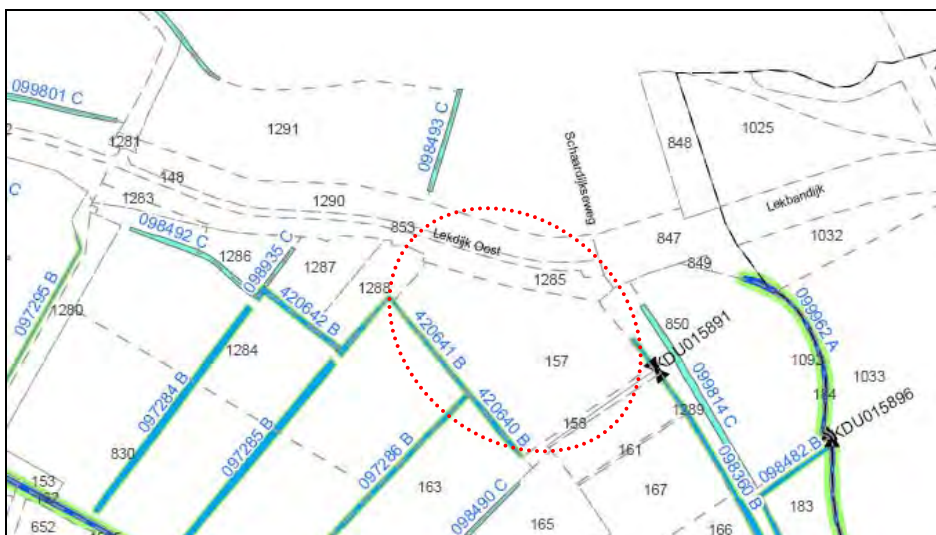 099801 C
1291
098493 C
848
1025
1281
148
1283
1290
853
Lekdijk Oost
Schaardijkseweg
Lekbandijk
847
1032
849
C
098492 C
1286
098935 C
1287
1288
1285
097295 B
1280
420642 B
1284
420641 B
157
850
KDU015891
099962 A
1033
184
097284 B
830
097285 B
420640 B
158
1289
099814 C
KDU015896
153
652
097286 B
163
161
167
098360 B
098482 B
098490 C
165
166
183